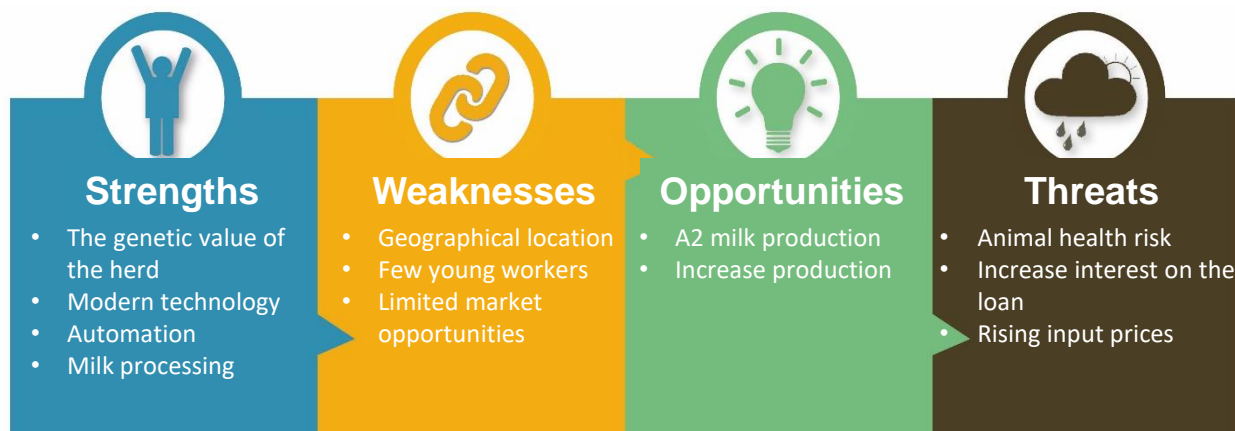 Strengths
• The genetic value of
the herd
• Modern technology
• Automation
• Milk processing
Weaknesses
• Geographical location
• Few young workers
• Limited market
opportunities
Opportunities
• A2 milk production
• Increase production
Threats
• Animal health risk
• Increase interest on the
loan
• Rising input prices